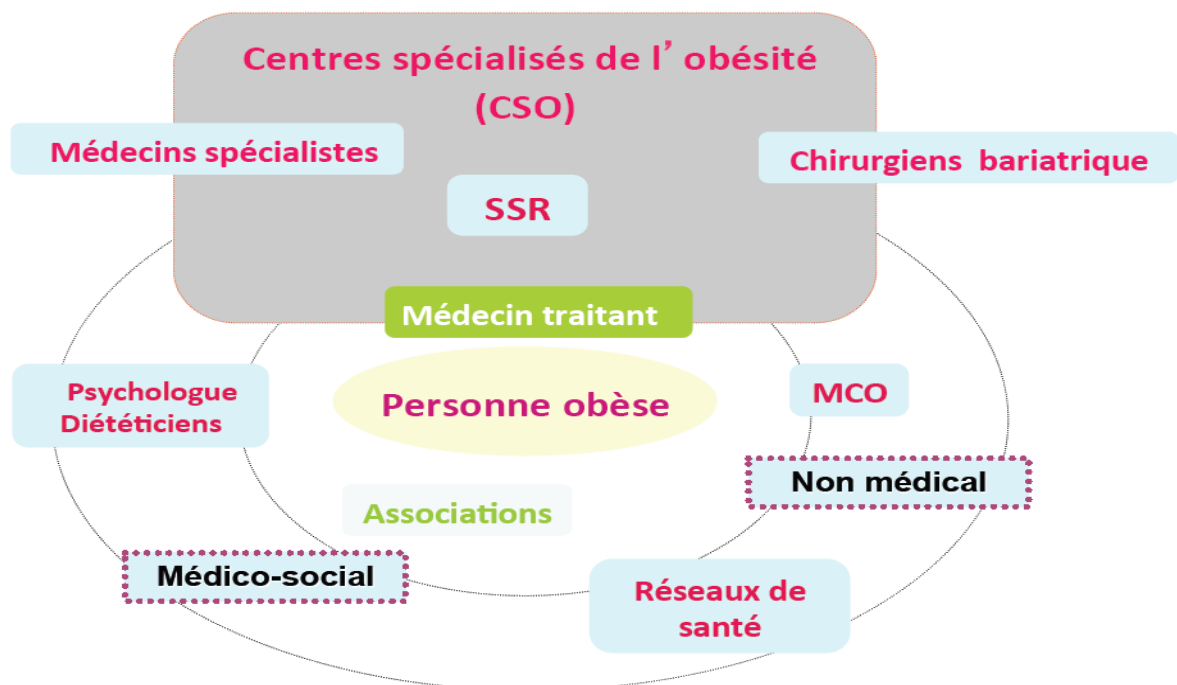 Centres spécialisés de l’ obésité
(CSO)
Médecins spécialistes
Chirurgiens bariatrique
SSR
Médecin traitant
Psychologue
Diététiciens
Personne obèse
MCO
Non médical
Associations
Médico-social
Réseaux de
santé